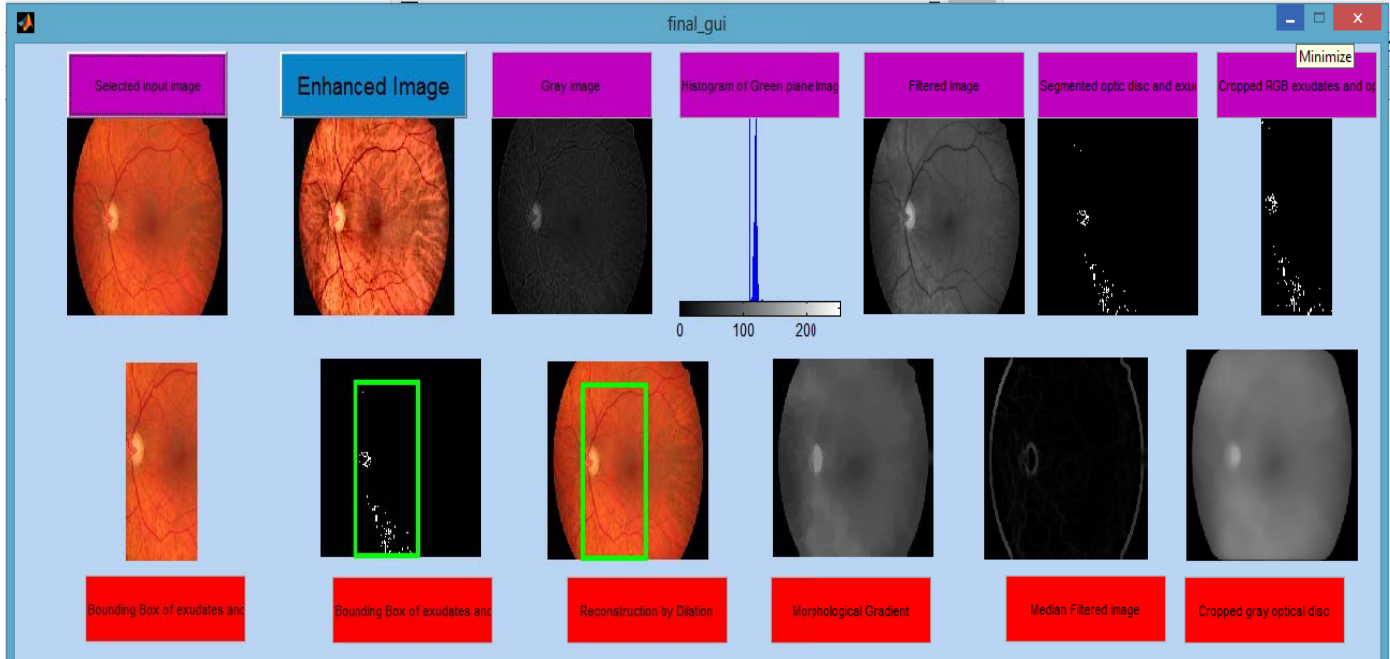 final_gui
Minimize
Selected input image
Enhanced Image
Gray image
Histogram of Green plane Imag
Filtered Image
Segmented optic disc and exu
Cropped RGB exudates and op
0 100 200
Bounding Box of exudates and
Bounding Box of exudates and
Reconstruction by Dilation
Morphological Gradient
Median Filtered image
Cropped gray optical disc